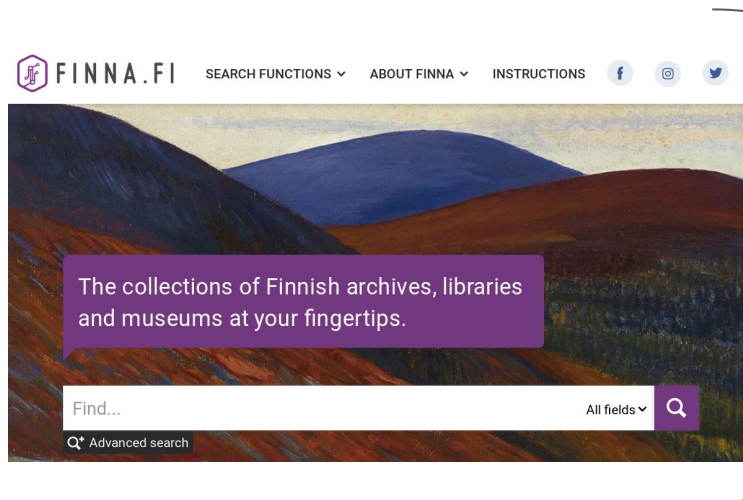 FINNA.FI
SEARCH FUNCTIONS
ABOUT FINNA
INSTRUCTIONS
The collections of Finnish archives, libraries
and museums at your fingertips.
Find...
All fields
Advanced search